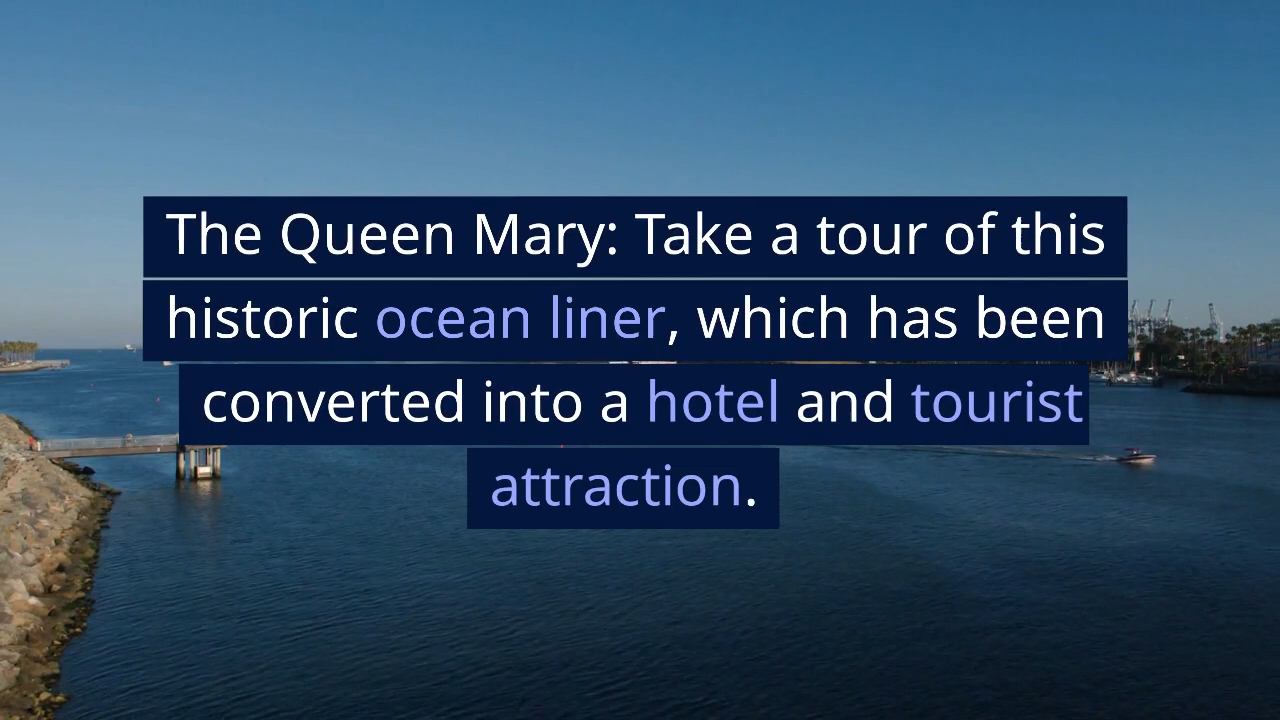 The Queen Mary: Take a tour of this
historic ocean liner, which has been
converted into a hotel and tourist
attraction.